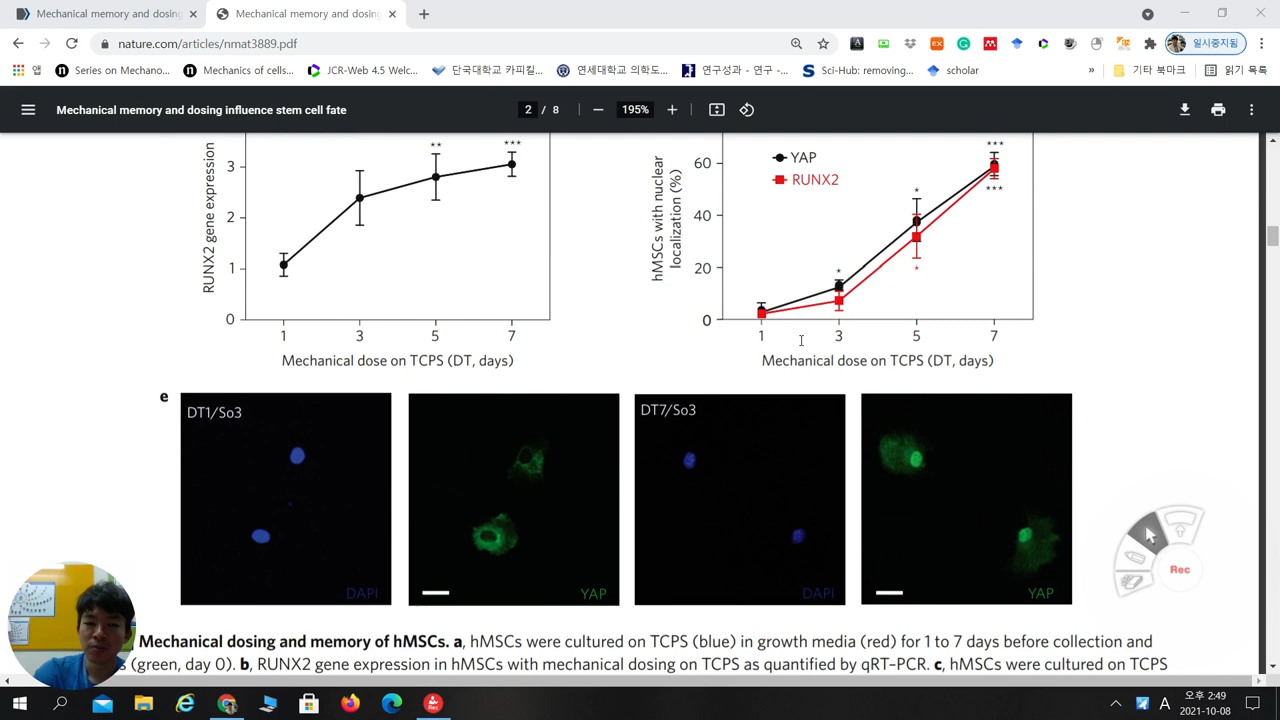 Mechanical memory and dosing
Mechanical memory and dosing
nature.com/articles/nmat3889.pdf
일시중지됨
앱
Series on Mechano...
Mechanics of cells...
JCR-Web 4.5 Welc...
단국대학교 카피킬...
연세대학교 의학도...
연구성과 - 연구 -...
Sci-Hub: removing...
scholar
»
기타 북마크
읽기 목록
Mechanical memory and dosing influence stem cell fate
2 / 8
195%
RUNX2 gene expression
3
2
1
0
** ***
1 3 5 7
Mechanical dose on TCPS (DT, days)
hMSCs with nuclear
localization (%)
60
40
20
0
YAP
RUNX2
***
***
*
*
*
1 3 5 7
Mechanical dose on TCPS (DT, days)
e
DT1/So3
DAPI
YAP
DT7/So3
DAPI
YAP
Rec
Mechanical dosing and memory of hMSCs. a, hMSCs were cultured on TCPS (blue) in growth media (red) for 1 to 7 days before collection and
(green, day 0). b, RUNX2 gene expression in hMSCs with mechanical dosing on TCPS as quantified by qRT–PCR. c, hMSCs were cultured on TCPS
Rec
A
오후 2:49
2021-10-08